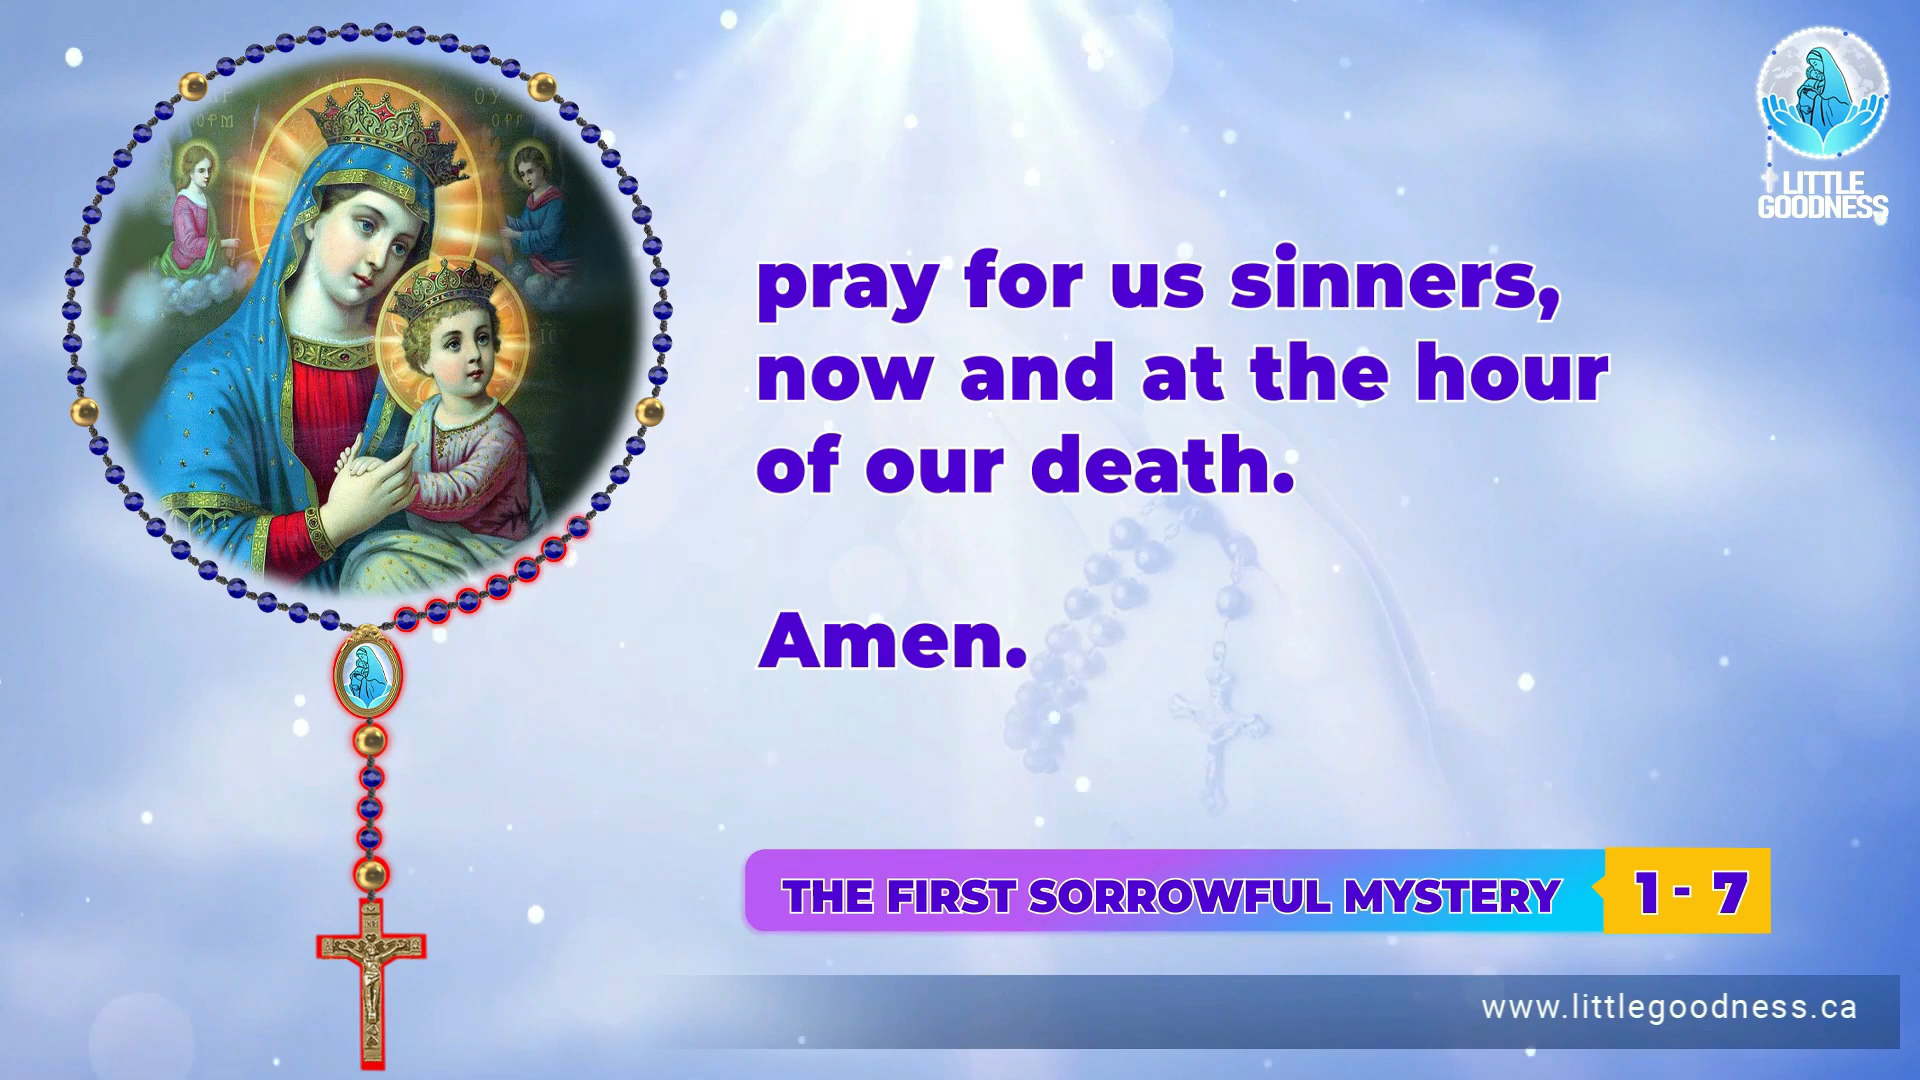 LITTLE
GOODNESS
pray for us sinners,
now and at the hour
of our death.
Amen.
THE FIRST SORROWFUL MYSTERY 1 - 7
www.littlegoodness.ca